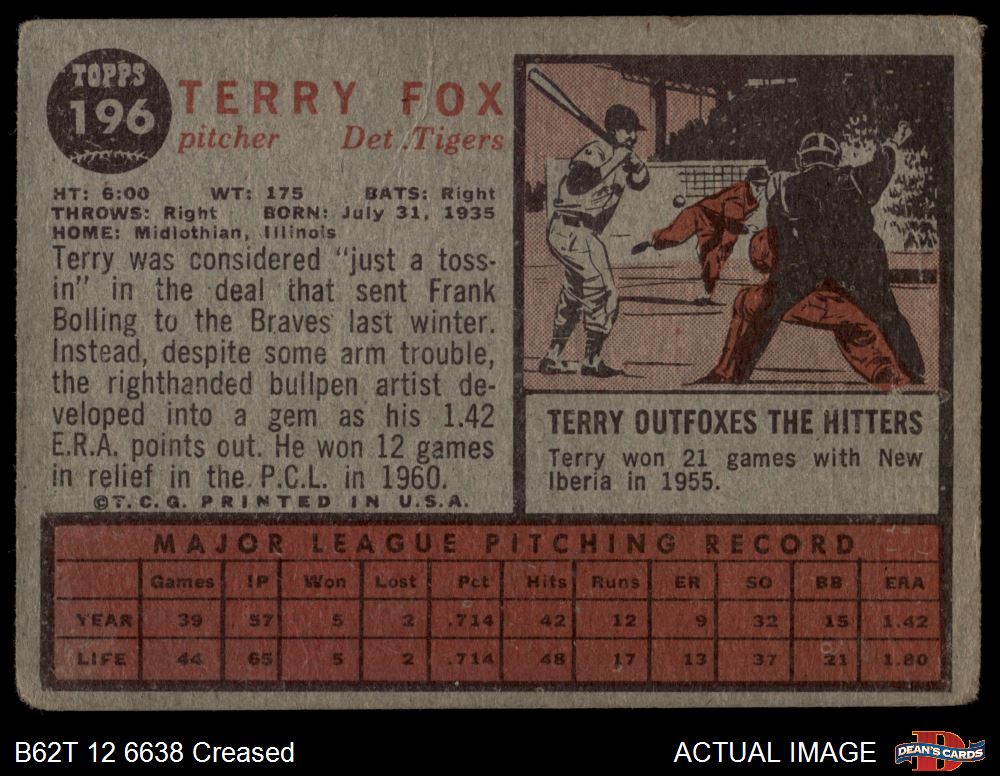 TOPPS
196
TERRY FOX
pitcher Det .Tigers
HT: 6:00 WT: 175 BATS: Right
THROWS: Right BORN: July 31, 1935
HOME: Midlothian, Illinois
Terry was considered "just a toss-
in" in the deal that sent Frank
Bolling to the Braves last winter.
Instead, despite some arm trouble,
the righthanded bullpen artist de-
veloped into a gem as his 1.42
E.R.A. points out. He won 12 games
in relief in the P.C.L. in 1960.
©T.C.G. PRINTED IN U.S.A.
TERRY OUTFOXES THE HITTERS
Terry won 21 games with New
Iberia in 1955.
MAJOR LEAGUE PITCHING RECORD
Games IP Won Lost Pct Hits Runs ER SO BB ERA
YEAR 39 57 5 2 .714 42 12 9 32 15 1.42
LIFE 44 65 5 2 .714 48 17 13 37 21 1.80
B62T 12 6638 Creased
ACTUAL IMAGE
DEAN'S CARDS